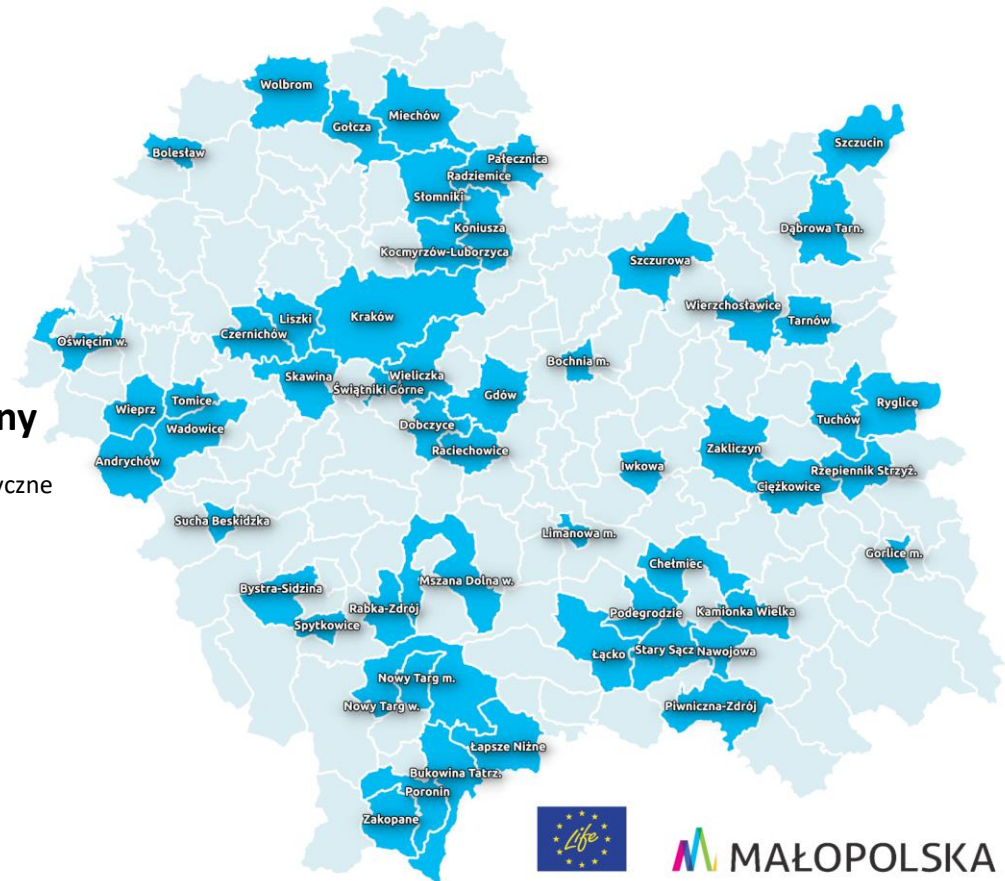 Wolbrom
Miechów
Gołcza
Bolesław
Szczucin
Pałecznica
Radziemice
Słomniki
Koniusza
Dąbrowa Tarn.
Kocmyrzów-Luborzyca
Szczurowa
Wierzchosławice
Tarnów
Kraków
Liszki
Czernichów
Oświęcim w.
Bochnia m.
Skawina
Wieliczka
Świątniki Górne
Gdów
Tomice
Wieprz
Wadowice
Ryglice
Tuchów
ny
Dobczyce
Raciechowice
Zakliczyn
Andrychów
Iwkowa
Rzepiennik Strzyż.
Ciężkowice
yczne
Sucha Beskidzka
Limanowa m.
Gorlice m.
Chełmiec
Mszana Dolna w.
Bystra-Sidzina
Rabka-Zdrój
Podegrodzie
Kamionka Wielka
Spytkowice
Łącko
Stary Sącz
Nawojowa
Nowy Targ m.
Nowy Targ w.
Piwniczna-Zdrój
Łapsze Niżne
Bukowina Tatrz.
Poronin
Zakopane
Life
MAŁOPOLSKA